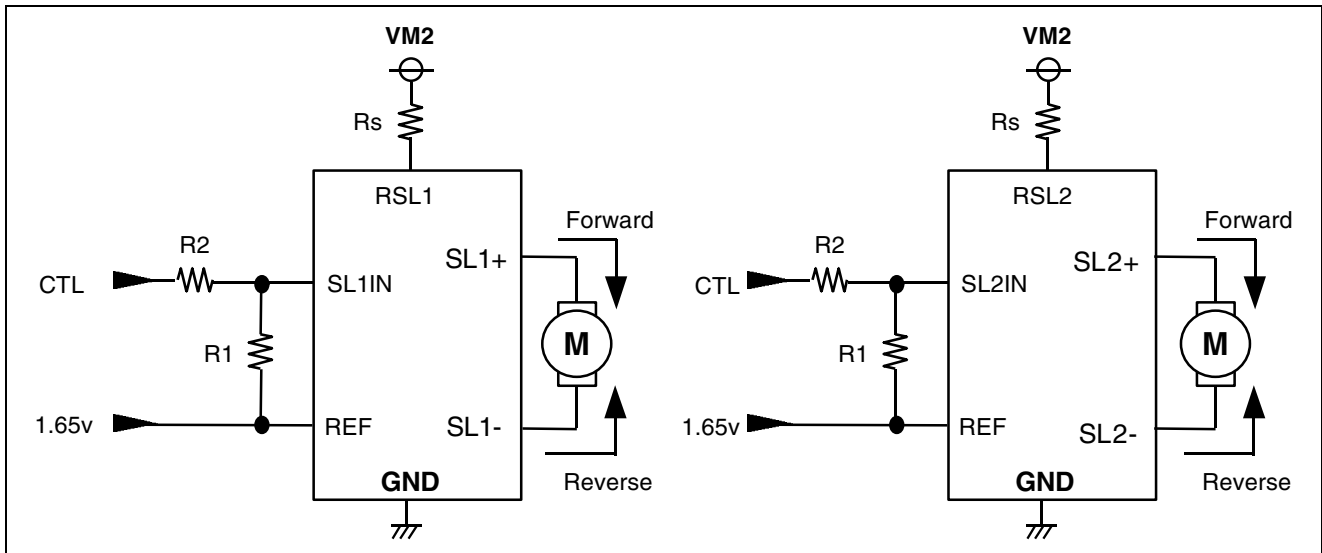 VM2
Rs
RSL1
Forward
R2
SL1+
CTL
SL1IN
M
R1
1.65v
REF
SL1-
GND
Reverse
VM2
Rs
RSL2
Forward
R2
SL2+
CTL
SL2IN
M
R1
1.65v
REF
SL2-
GND
Reverse